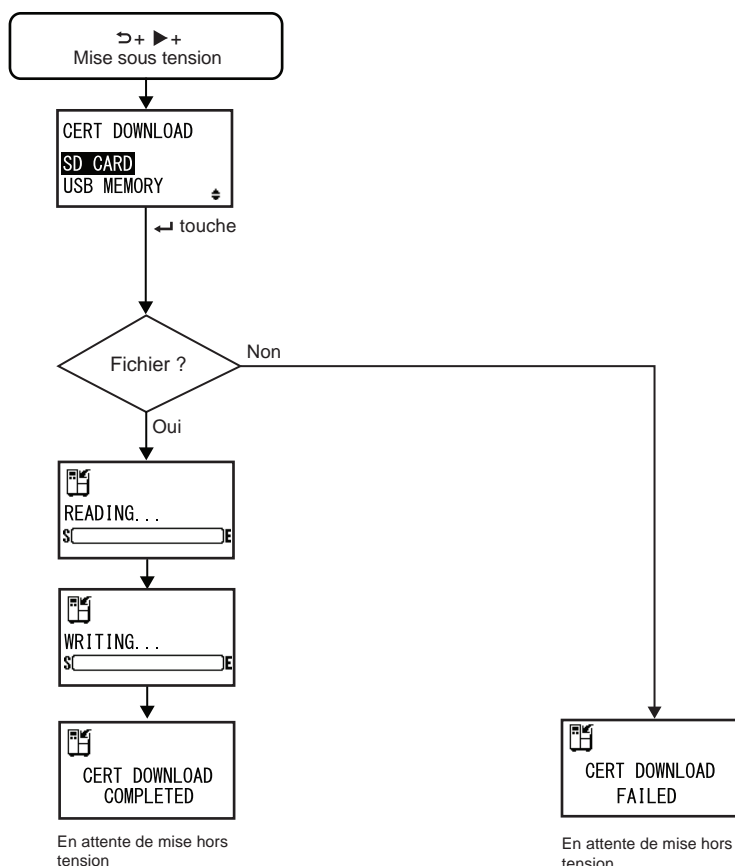 ⮌+ ▶+
Mise sous tension
CERT DOWNLOAD
SD CARD
USB MEMORY
↵ touche
Fichier ?
Non
Oui
READING...
S E
WRITING...
S E
CERT DOWNLOAD
COMPLETED
En attente de mise hors
tension
CERT DOWNLOAD
FAILED
En attente de mise hors
tension